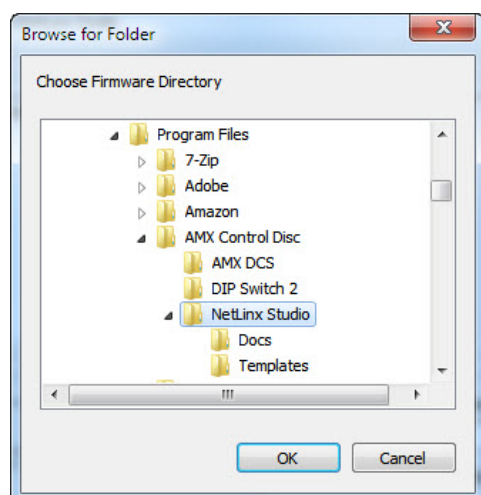 Browse for Folder
Choose Firmware Directory
Program Files
7-Zip
Adobe
Amazon
AMX Control Disc
AMX DCS
DIP Switch 2
NetLinx Studio
Docs
Templates
OK
Cancel